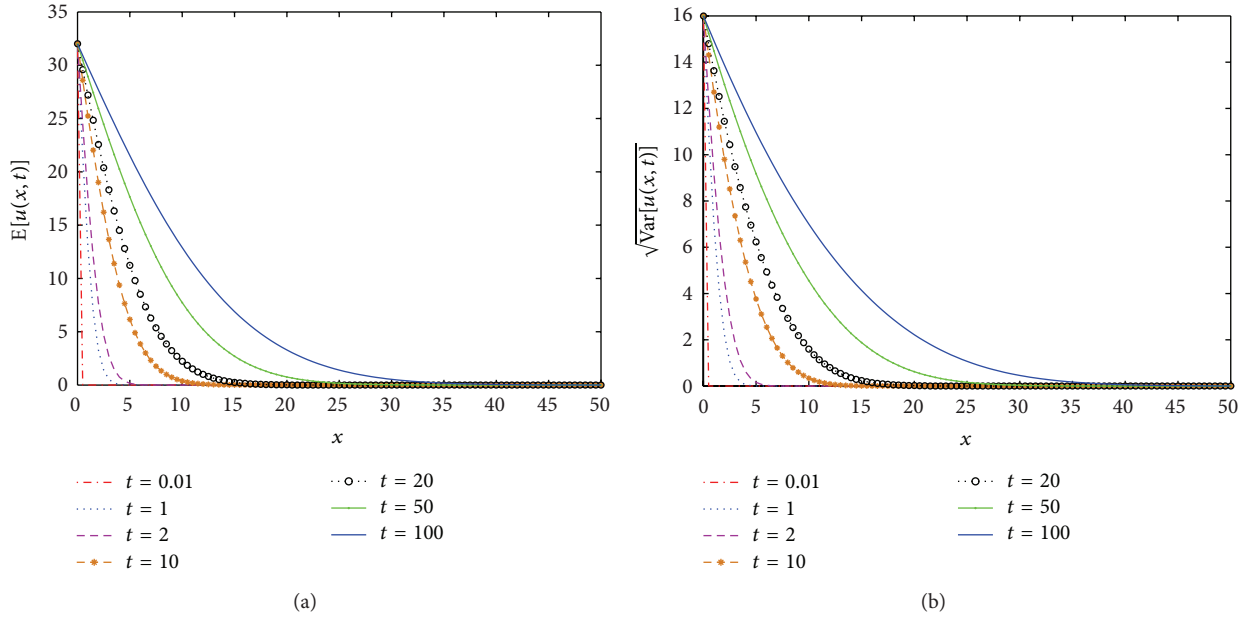 35
30
25
20
15
10
5
0
E[u(x, t)]
0 5 10 15 20 25 30 35 40 45 50
x
t = 0.01
t = 1
t = 2
t = 10
t = 20
t = 50
t = 100
(a)
16
14
12
10
8
6
4
2
0
√Var[u(x, t)]
0 5 10 15 20 25 30 35 40 45 50
x
t = 0.01
t = 1
t = 2
t = 10
t = 20
t = 50
t = 100
(b)